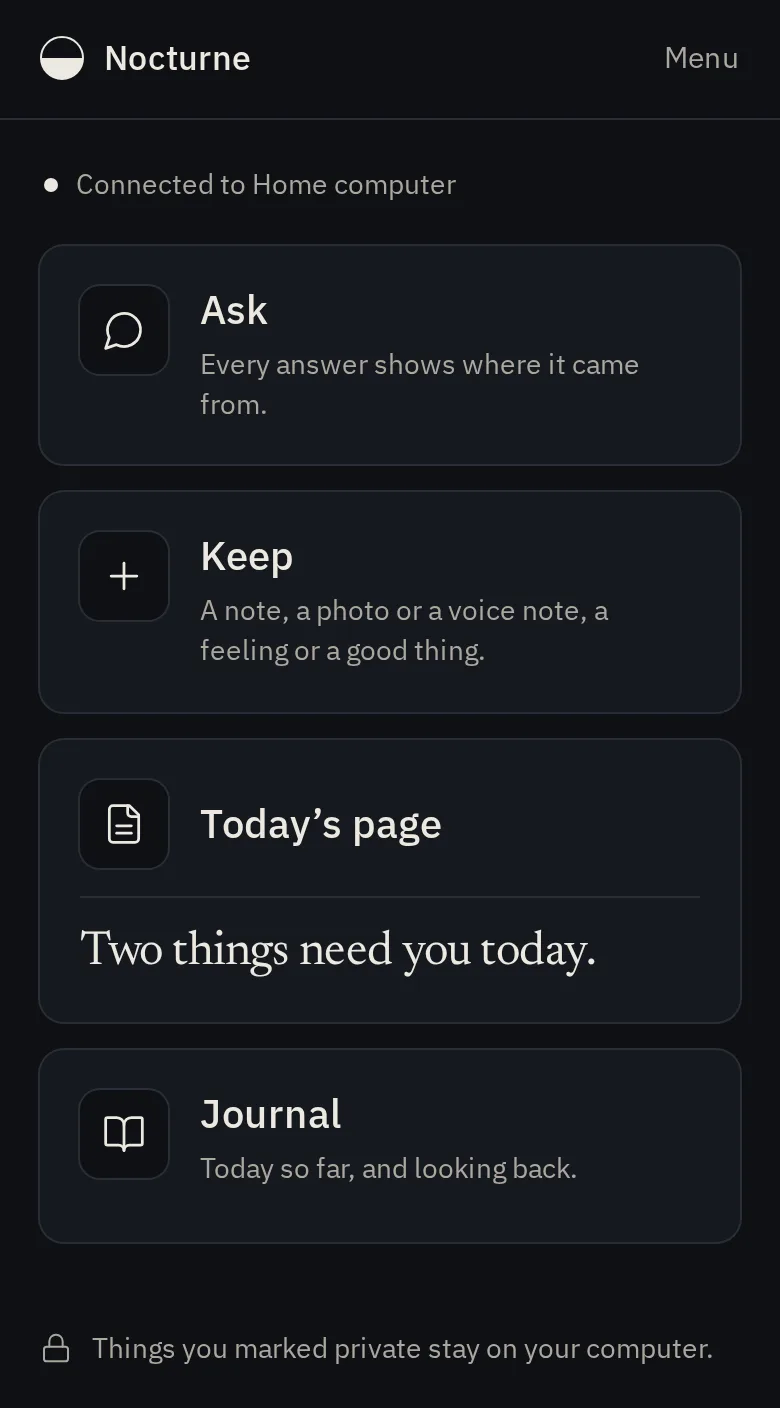 Nocturne
Menu
Connected to Home computer
Ask
Every answer shows where it came
from.
Keep
A note, a photo or a voice note, a
feeling or a good thing.
Today’s page
Two things need you today.
Journal
Today so far, and looking back.
Things you marked private stay on your computer.